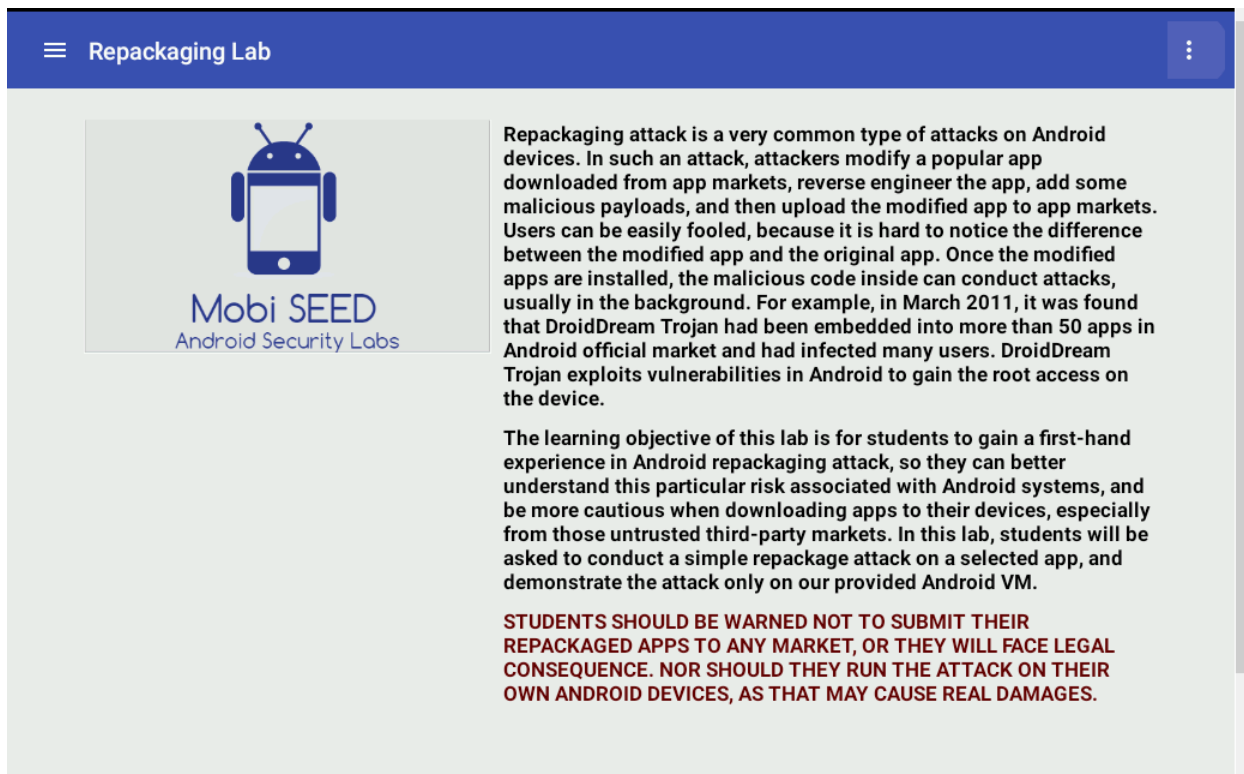 Repackaging Lab
Mobi SEED
Android Security Labs
Repackaging attack is a very common type of attacks on Android
devices. In such an attack, attackers modify a popular app
downloaded from app markets, reverse engineer the app, add some
malicious payloads, and then upload the modified app to app markets.
Users can be easily fooled, because it is hard to notice the difference
between the modified app and the original app. Once the modified
apps are installed, the malicious code inside can conduct attacks,
usually in the background. For example, in March 2011, it was found
that DroidDream Trojan had been embedded into more than 50 apps in
Android official market and had infected many users. DroidDream
Trojan exploits vulnerabilities in Android to gain the root access on
the device.
The learning objective of this lab is for students to gain a first-hand
experience in Android repackaging attack, so they can better
understand this particular risk associated with Android systems, and
be more cautious when downloading apps to their devices, especially
from those untrusted third-party markets. In this lab, students will be
asked to conduct a simple repackage attack on a selected app, and
demonstrate the attack only on our provided Android VM.
STUDENTS SHOULD BE WARNED NOT TO SUBMIT THEIR
REPACKAGED APPS TO ANY MARKET, OR THEY WILL FACE LEGAL
CONSEQUENCE. NOR SHOULD THEY RUN THE ATTACK ON THEIR
OWN ANDROID DEVICES, AS THAT MAY CAUSE REAL DAMAGES.